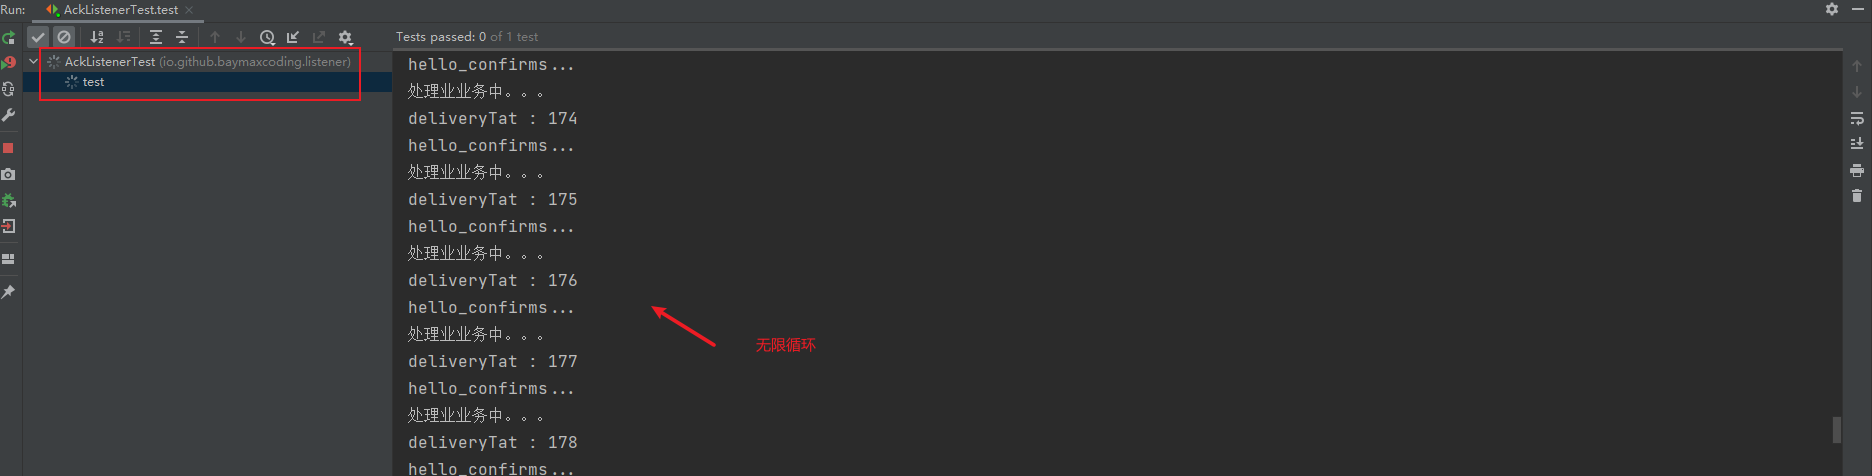 Run: AckListenerTest.test
Tests passed: 0 of 1 test
AckListenerTest (io.github.baymaxcoding.listener)
test
hello_confirms...
处理业业务中。。。
deliveryTat : 174
hello_confirms...
处理业业务中。。。
deliveryTat : 175
hello_confirms...
处理业业务中。。。
deliveryTat : 176
hello_confirms...
处理业业务中。。。
deliveryTat : 177
hello_confirms...
处理业业务中。。。
deliveryTat : 178
hello_confirms...
无限循环